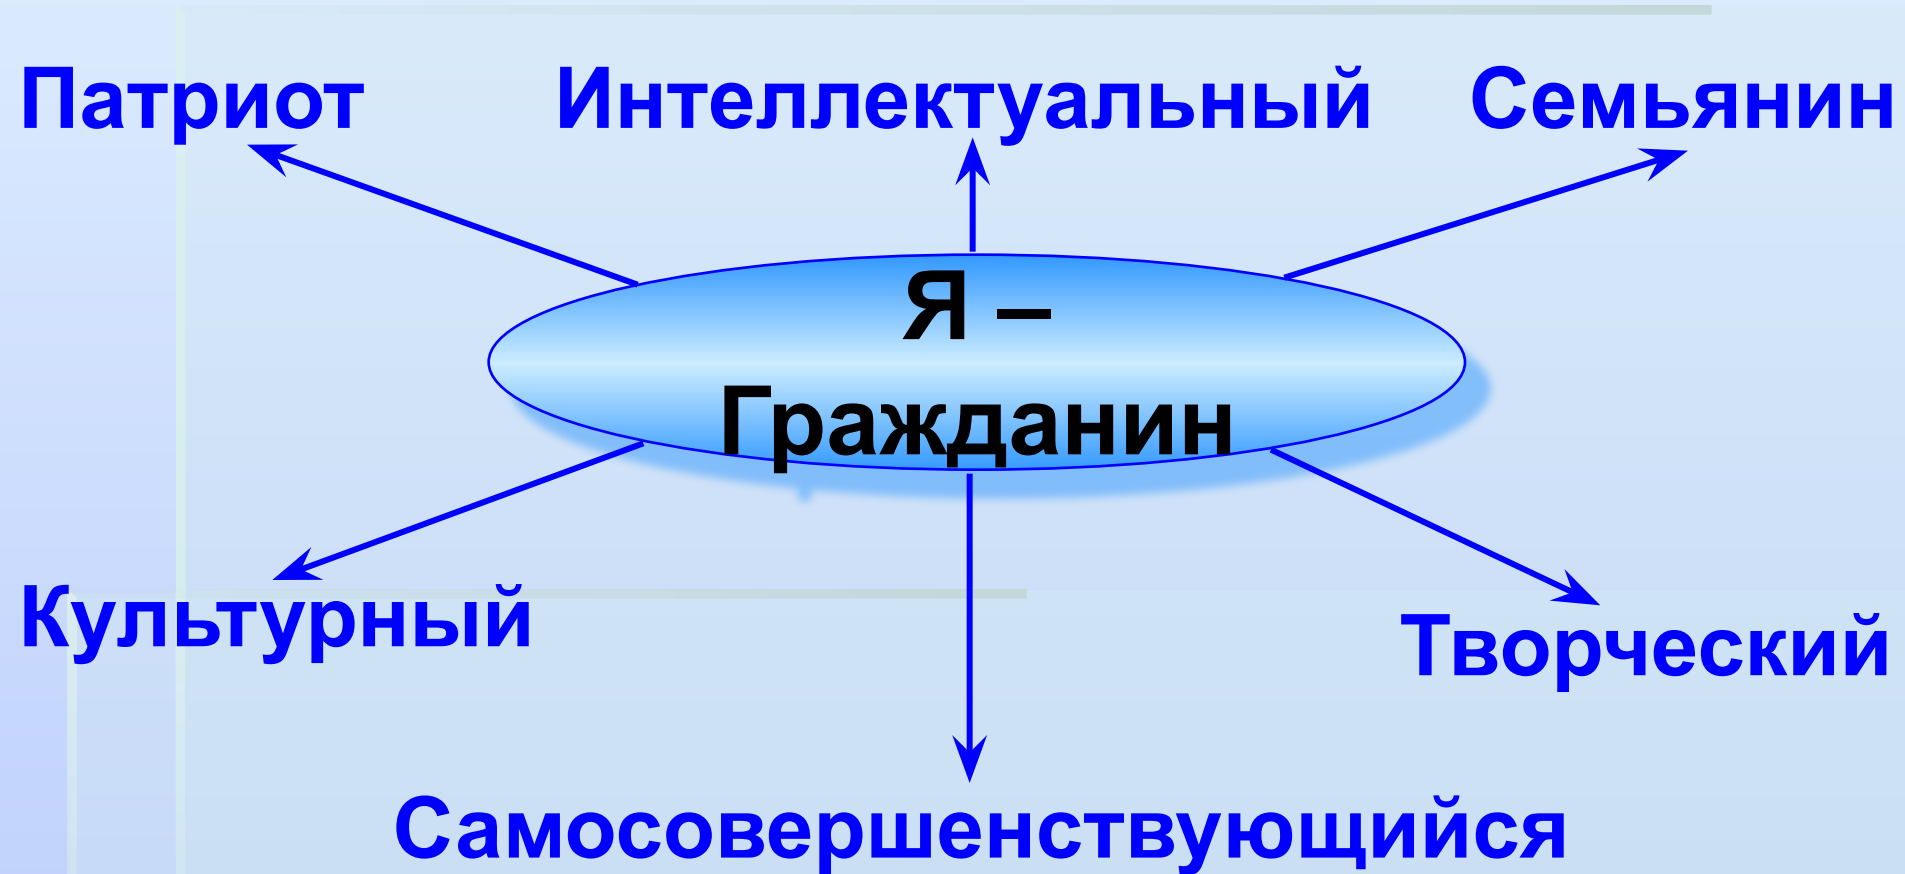 Патриот Интеллектуальный Семьянин
Я –
Гражданин
Культурный
Творческий
Самосовершенствующийся